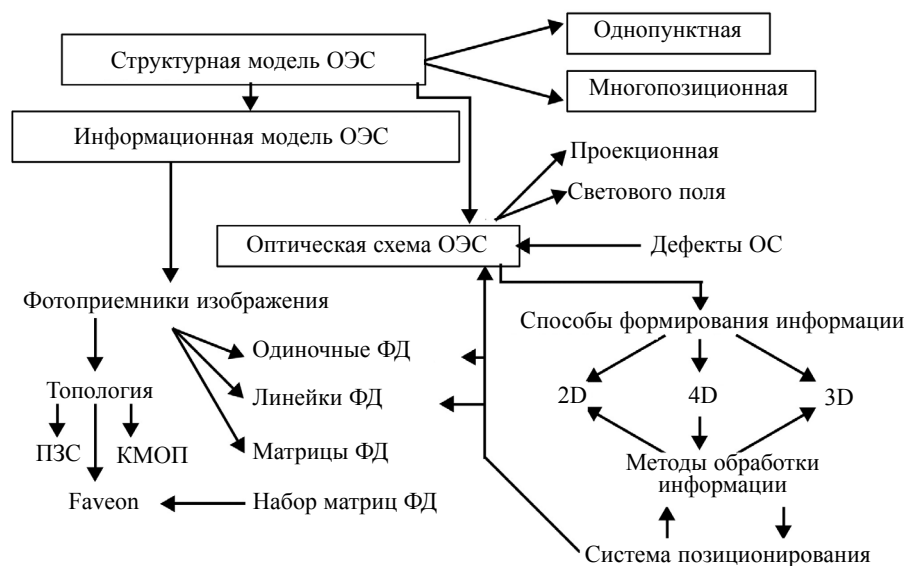 Однопунктная
Структурная модель ОЭС
Многопозиционная
Информационная модель ОЭС
Проекционная
Светового поля
Оптическая схема ОЭС
Дефекты ОС
Фотоприемники изображения
Способы формирования информации
Одиночные ФД
Топология
Линейки ФД
2D
4D
3D
ПЗС
КМОП
Матрицы ФД
Методы обработки
информации
Faveon
Набор матриц ФД
Система позиционирования